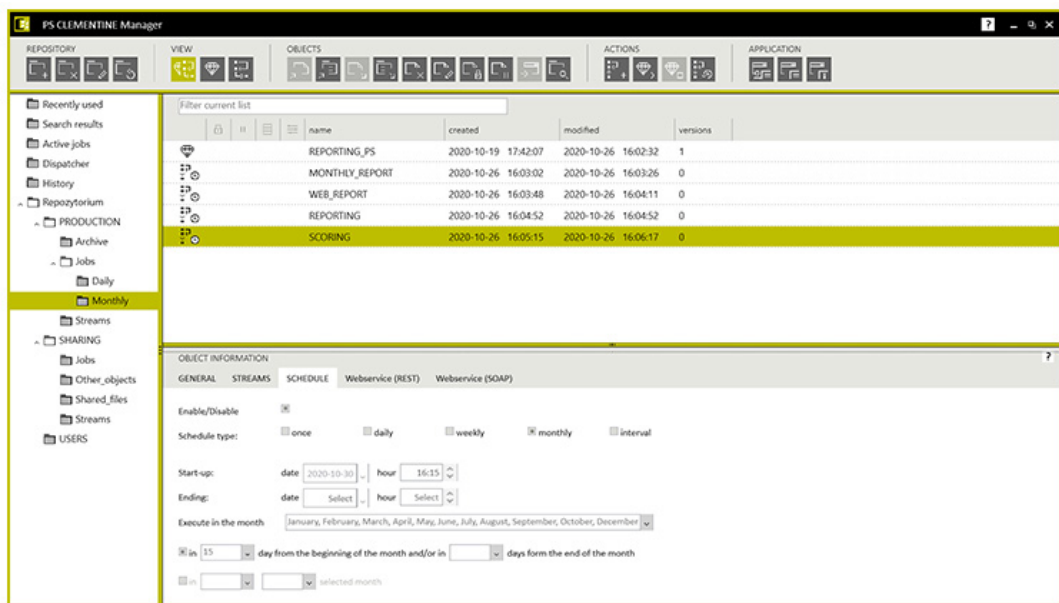 PS CLEMENTINE Manager
?
REPOSITORY VIEW OBJECTS ACTIONS APPLICATION
Recently used
Search results
Active jobs
Dispatcher
History
Repozytorium
PRODUCTION
Archive
Jobs
Daily
Monthly
Streams
SHARING
Jobs
Other_objects
Shared_files
Streams
USERS
Filter current list
name created modified versions
REPORTING_PS 2020-10-19 17:42:07 2020-10-26 16:02:32 1
MONTHLY_REPORT 2020-10-26 16:03:02 2020-10-26 16:03:26 0
WEB_REPORT 2020-10-26 16:03:48 2020-10-26 16:04:11 0
REPORTING 2020-10-26 16:04:52 2020-10-26 16:04:52 0
SCORING 2020-10-26 16:05:15 2020-10-26 16:06:17 0
OBJECT INFORMATION ?
GENERAL STREAMS SCHEDULE Webservice (REST) Webservice (SOAP)
Enable/Disable
Schedule type: once daily weekly monthly interval
Start-up: date 2020-10-30 hour 16:15
Ending: date Select hour Select
Execute in the month January, February, March, April, May, June, July, August, September, October, December
in 15 day from the beginning of the month and/or in days form the end of the month
in selected month